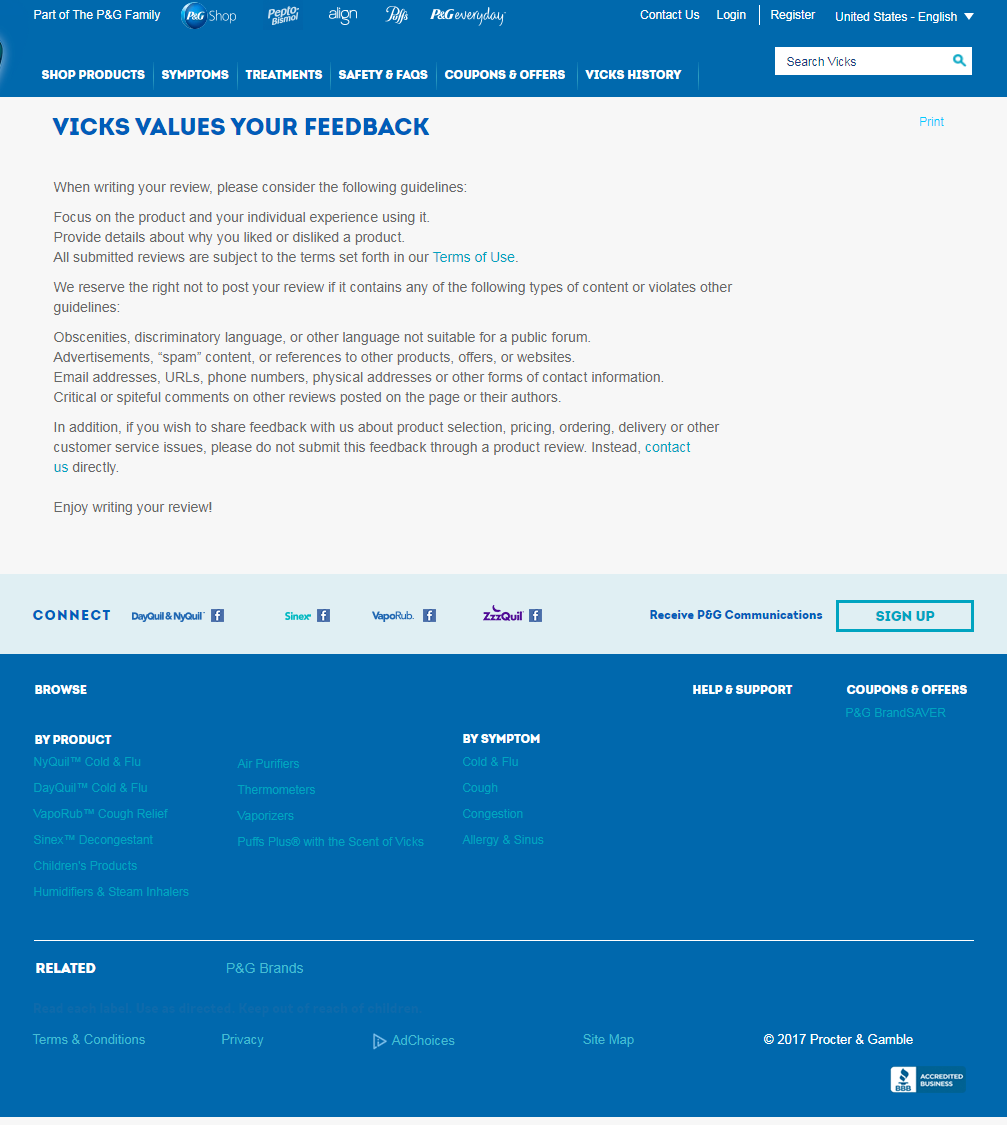 Part of The P&G Family P&G Shop Pepto Bismol align Puffs P&G everyday Contact Us Login Register United States - English
SHOP PRODUCTS SYMPTOMS TREATMENTS SAFETY & FAQS COUPONS & OFFERS VICKS HISTORY Search Vicks
VICKS VALUES YOUR FEEDBACK Print
When writing your review, please consider the following guidelines:
Focus on the product and your individual experience using it.
Provide details about why you liked or disliked a product.
All submitted reviews are subject to the terms set forth in our Terms of Use.
We reserve the right not to post your review if it contains any of the following types of content or violates other
guidelines:
Obscenities, discriminatory language, or other language not suitable for a public forum.
Advertisements, “spam” content, or references to other products, offers, or websites.
Email addresses, URLs, phone numbers, physical addresses or other forms of contact information.
Critical or spiteful comments on other reviews posted on the page or their authors.
In addition, if you wish to share feedback with us about product selection, pricing, ordering, delivery or other
customer service issues, please do not submit this feedback through a product review. Instead, contact
us directly.
Enjoy writing your review!
CONNECT DayQuil & NyQuil Sinex VapoRub. ZzzQuil Receive P&G Communications SIGN UP
BROWSE HELP & SUPPORT COUPONS & OFFERS
P&G BrandSAVER
BY PRODUCT BY SYMPTOM
NyQuil™ Cold & Flu Air Purifiers Cold & Flu
DayQuil™ Cold & Flu Thermometers Cough
VapoRub™ Cough Relief Vaporizers Congestion
Sinex™ Decongestant Puffs Plus® with the Scent of Vicks Allergy & Sinus
Children's Products
Humidifiers & Steam Inhalers
RELATED P&G Brands
Read each label. Use as directed. Keep out of reach of children.
Terms & Conditions Privacy AdChoices Site Map © 2017 Procter & Gamble
BBB ACCREDITED
BUSINESS